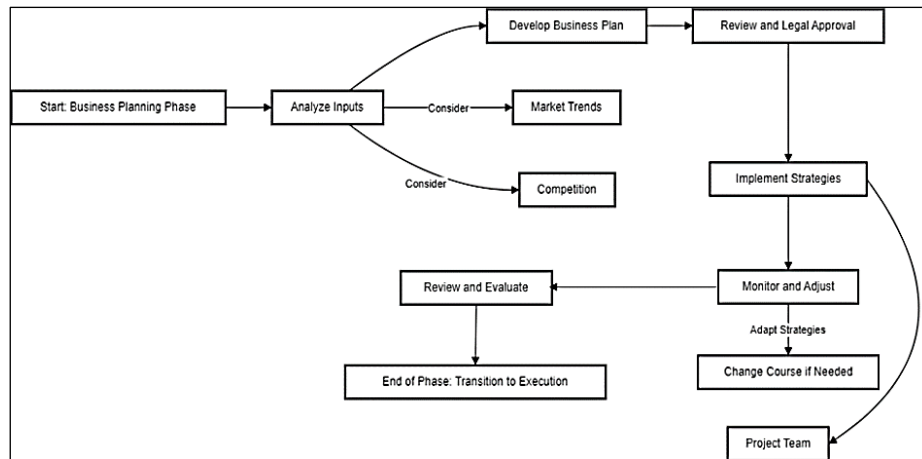 Develop Business Plan
Review and Legal Approval
Start: Business Planning Phase
Analyze Inputs
Consider
Market Trends
Consider
Competition
Implement Strategies
Review and Evaluate
Monitor and Adjust
Adapt Strategies
End of Phase: Transition to Execution
Change Course if Needed
Project Team